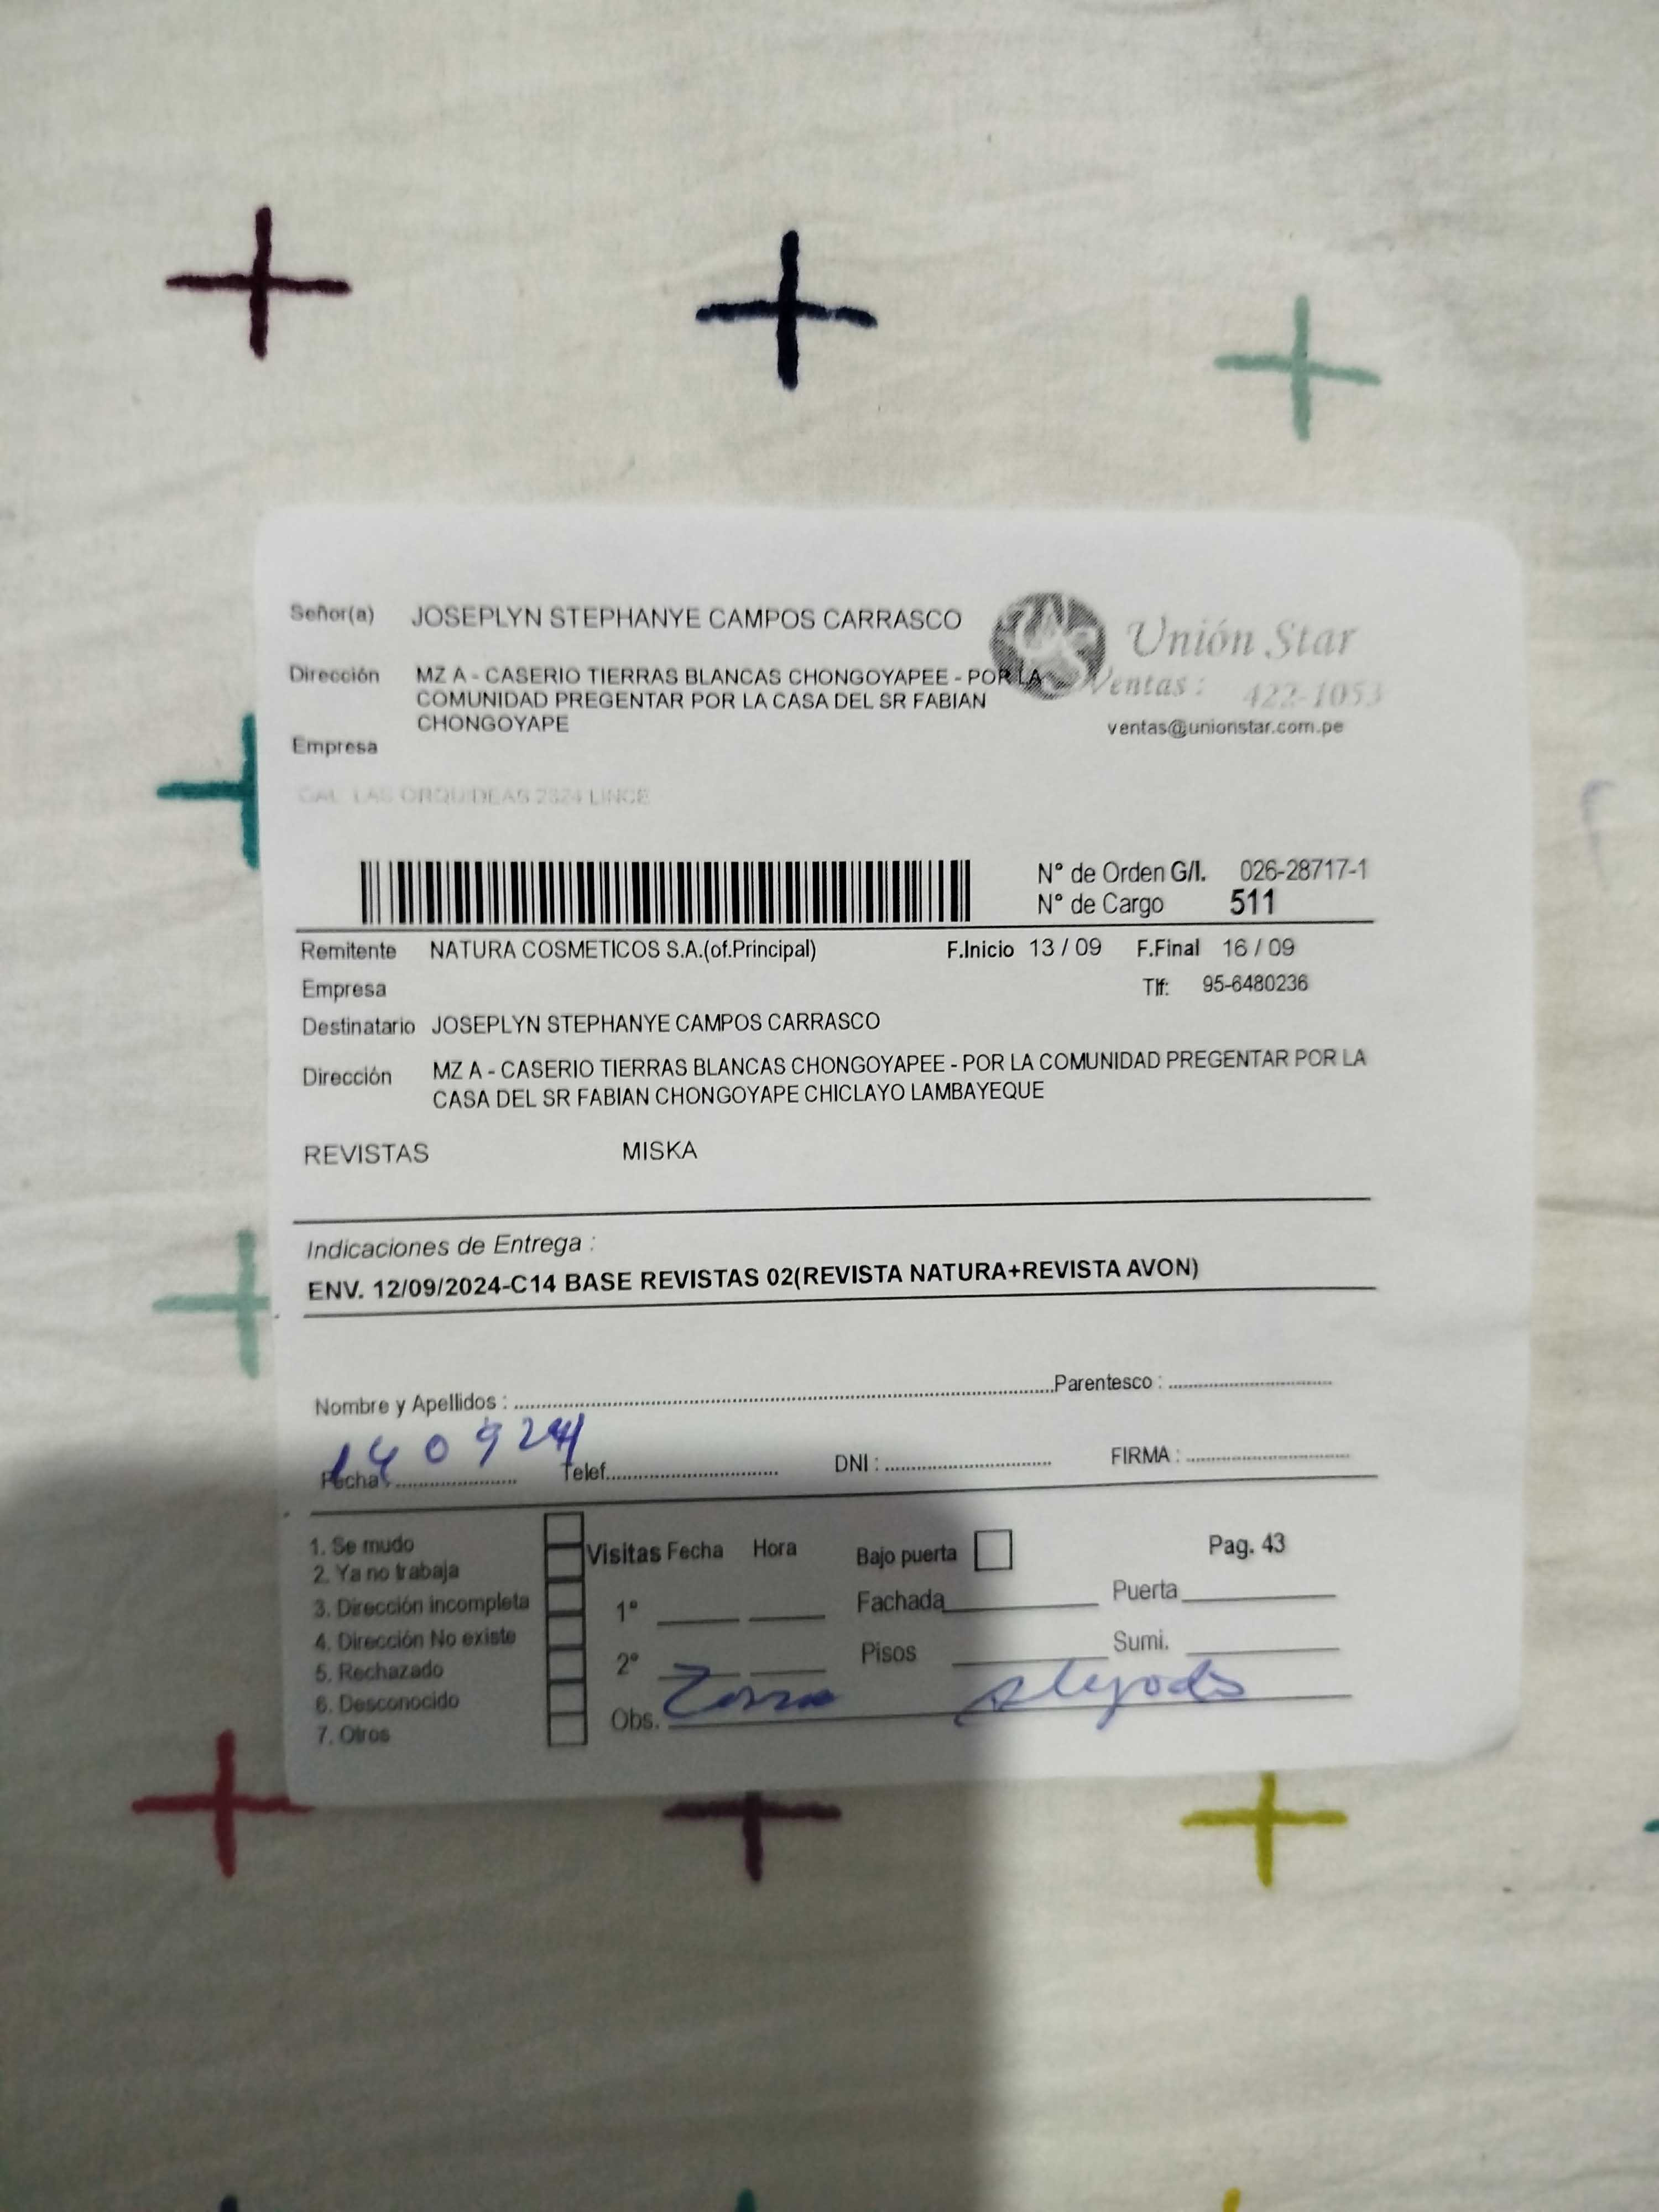 Señor(a) JOSEPLYN STEPHANYE CAMPOS CARRASCO
Unión Star
Ventas : 422-1053
ventas@unionstar.com.pe
Dirección MZ A - CASERIO TIERRAS BLANCAS CHONGOYAPEE - POR LA
COMUNIDAD PREGENTAR POR LA CASA DEL SR FABIAN
CHONGOYAPE
Empresa
CAL LAS ORQUIDEAS 2624 LINCE
N° de Orden G/I. 026-28717-1
N° de Cargo 511
Remitente NATURA COSMETICOS S.A.(of.Principal) F.Inicio 13 / 09 F.Final 16 / 09
Empresa Tlf: 95-6480236
Destinatario JOSEPLYN STEPHANYE CAMPOS CARRASCO
Dirección MZ A - CASERIO TIERRAS BLANCAS CHONGOYAPEE - POR LA COMUNIDAD PREGENTAR POR LA
CASA DEL SR FABIAN CHONGOYAPE CHICLAYO LAMBAYEQUE
REVISTAS MISKA
Indicaciones de Entrega :
ENV. 12/09/2024-C14 BASE REVISTAS 02(REVISTA NATURA+REVISTA AVON)
Nombre y Apellidos : Parentesco :
140924
Fecha : Telef. DNI : FIRMA :
1. Se mudo
2. Ya no trabaja
3. Dirección incompleta
4. Dirección No existe
5. Rechazado
6. Desconocido
7. Otros
Visitas Fecha Hora
1°
2°
Bajo puerta Pag. 43
Fachada Puerta
Pisos Sumi.
Obs. Zona alejada